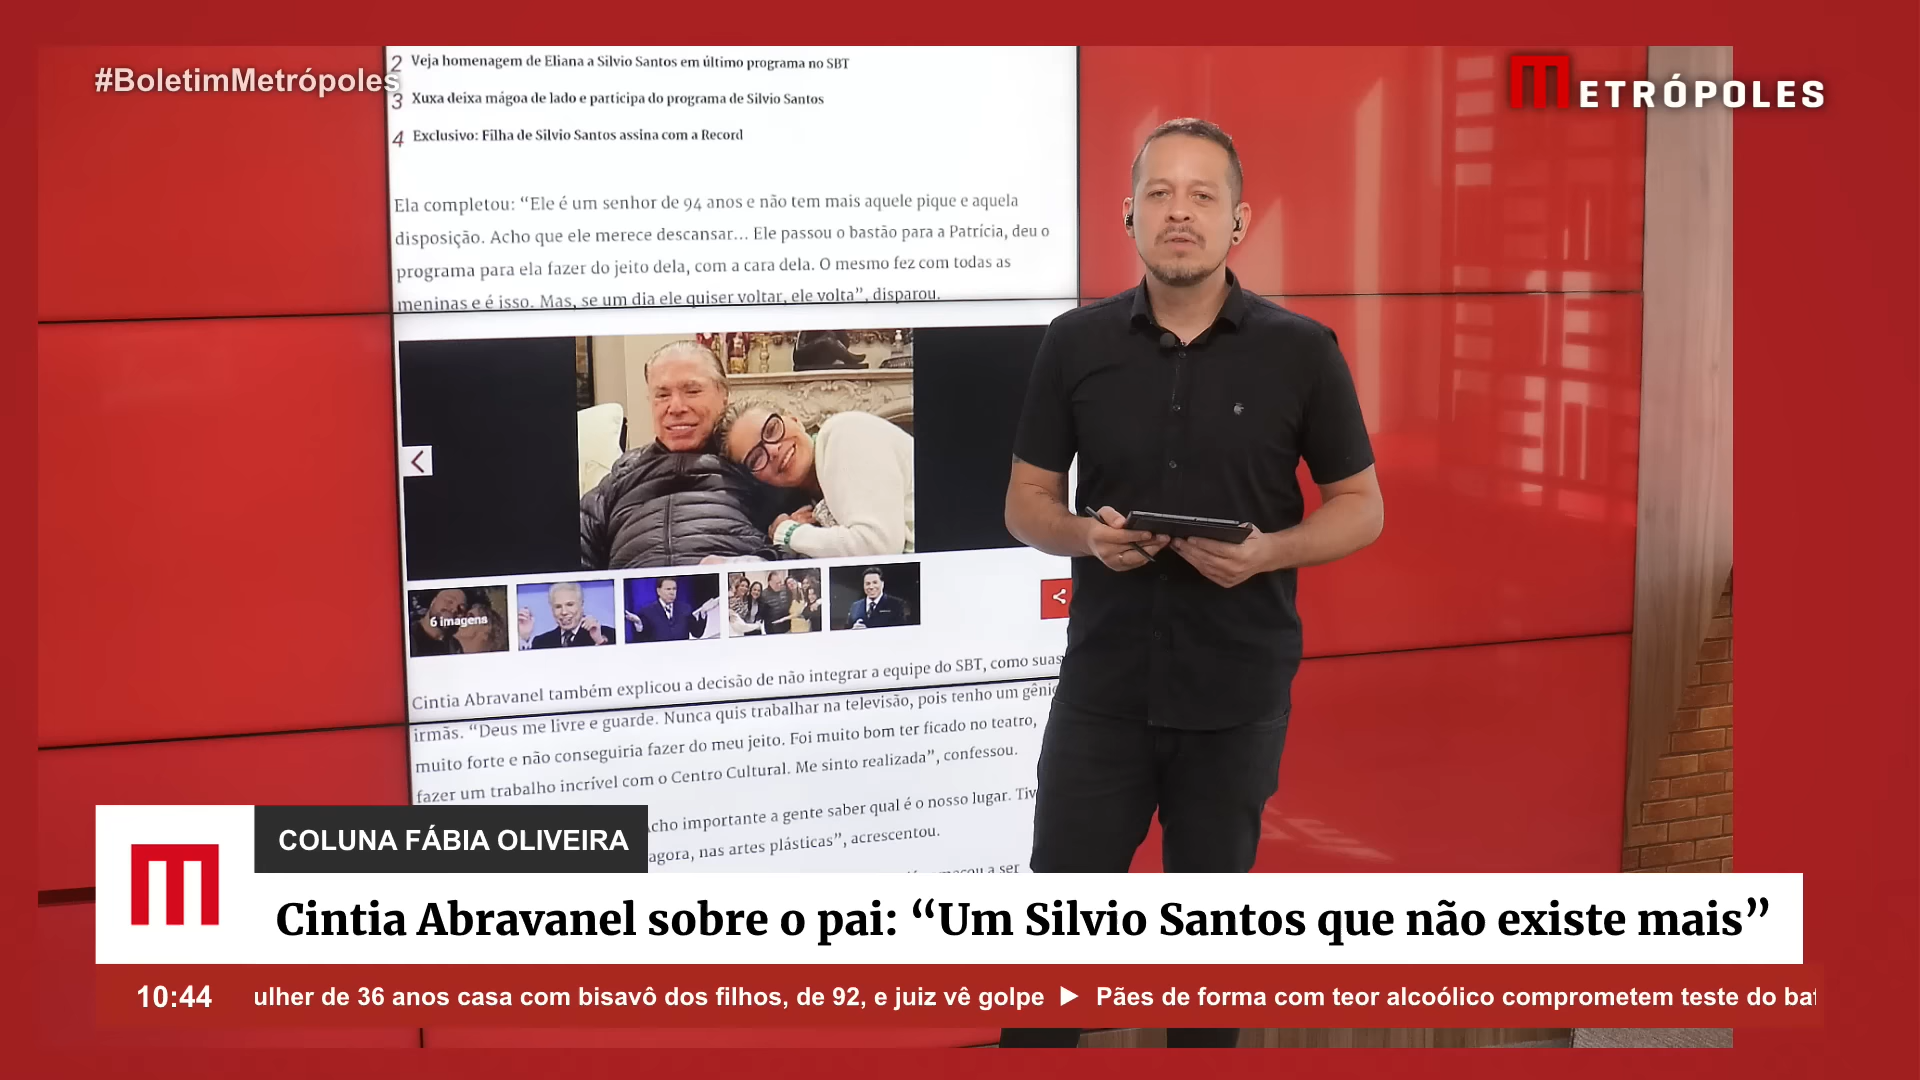 #BoletimMetrópoles
METRÓPOLES
2 Veja homenagem de Eliana a Silvio Santos em último programa no SBT
3 Xuxa deixa mágoa de lado e participa do programa de Silvio Santos
4 Exclusivo: Filha de Silvio Santos assina com a Record
Ela completou: “Ele é um senhor de 94 anos e não tem mais aquele pique e aquela
disposição. Acho que ele merece descansar... Ele passou o bastão para a Patrícia, deu o
programa para ela fazer do jeito dela, com a cara dela. O mesmo fez com todas as
meninas e é isso. Mas, se um dia ele quiser voltar, ele volta”, disparou.
6 imagens
Cintia Abravanel também explicou a decisão de não integrar a equipe do SBT, como suas
irmãs. “Deus me livre e guarde. Nunca quis trabalhar na televisão, pois tenho um gênio
muito forte e não conseguiria fazer do meu jeito. Foi muito bom ter ficado no teatro,
fazer um trabalho incrível com o Centro Cultural. Me sinto realizada”, confessou.
Acho importante a gente saber qual é o nosso lugar. Tiv
agora, nas artes plásticas”, acrescentou.
a ser
M
COLUNA FÁBIA OLIVEIRA
Cintia Abravanel sobre o pai: “Um Silvio Santos que não existe mais”
10:44 ulher de 36 anos casa com bisavô dos filhos, de 92, e juiz vê golpe ▶ Pães de forma com teor alcoólico comprometem teste do baf